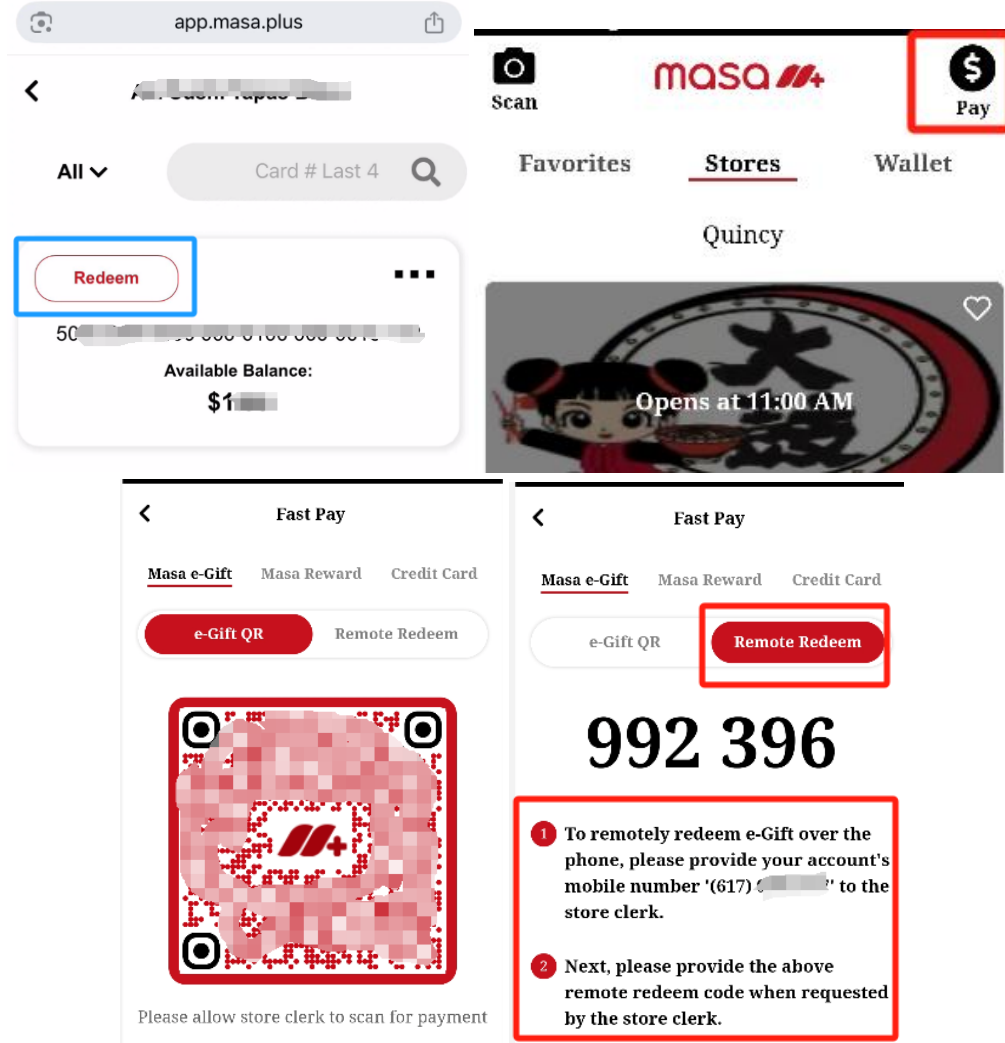 app.masa.plus
All
Card # Last 4
Redeem
Available Balance:
$1
Scan
masa
Pay
Favorites
Stores
Wallet
Quincy
大
Opens at 11:00 AM
Fast Pay
Masa e-Gift
Masa Reward
Credit Card
e-Gift QR
Remote Redeem
Please allow store clerk to scan for payment
Fast Pay
Masa e-Gift
Masa Reward
Credit Card
e-Gift QR
Remote Redeem
992 396
1 To remotely redeem e-Gift over the
phone, please provide your account's
mobile number '(617) ' to the
store clerk.
2 Next, please provide the above
remote redeem code when requested
by the store clerk.